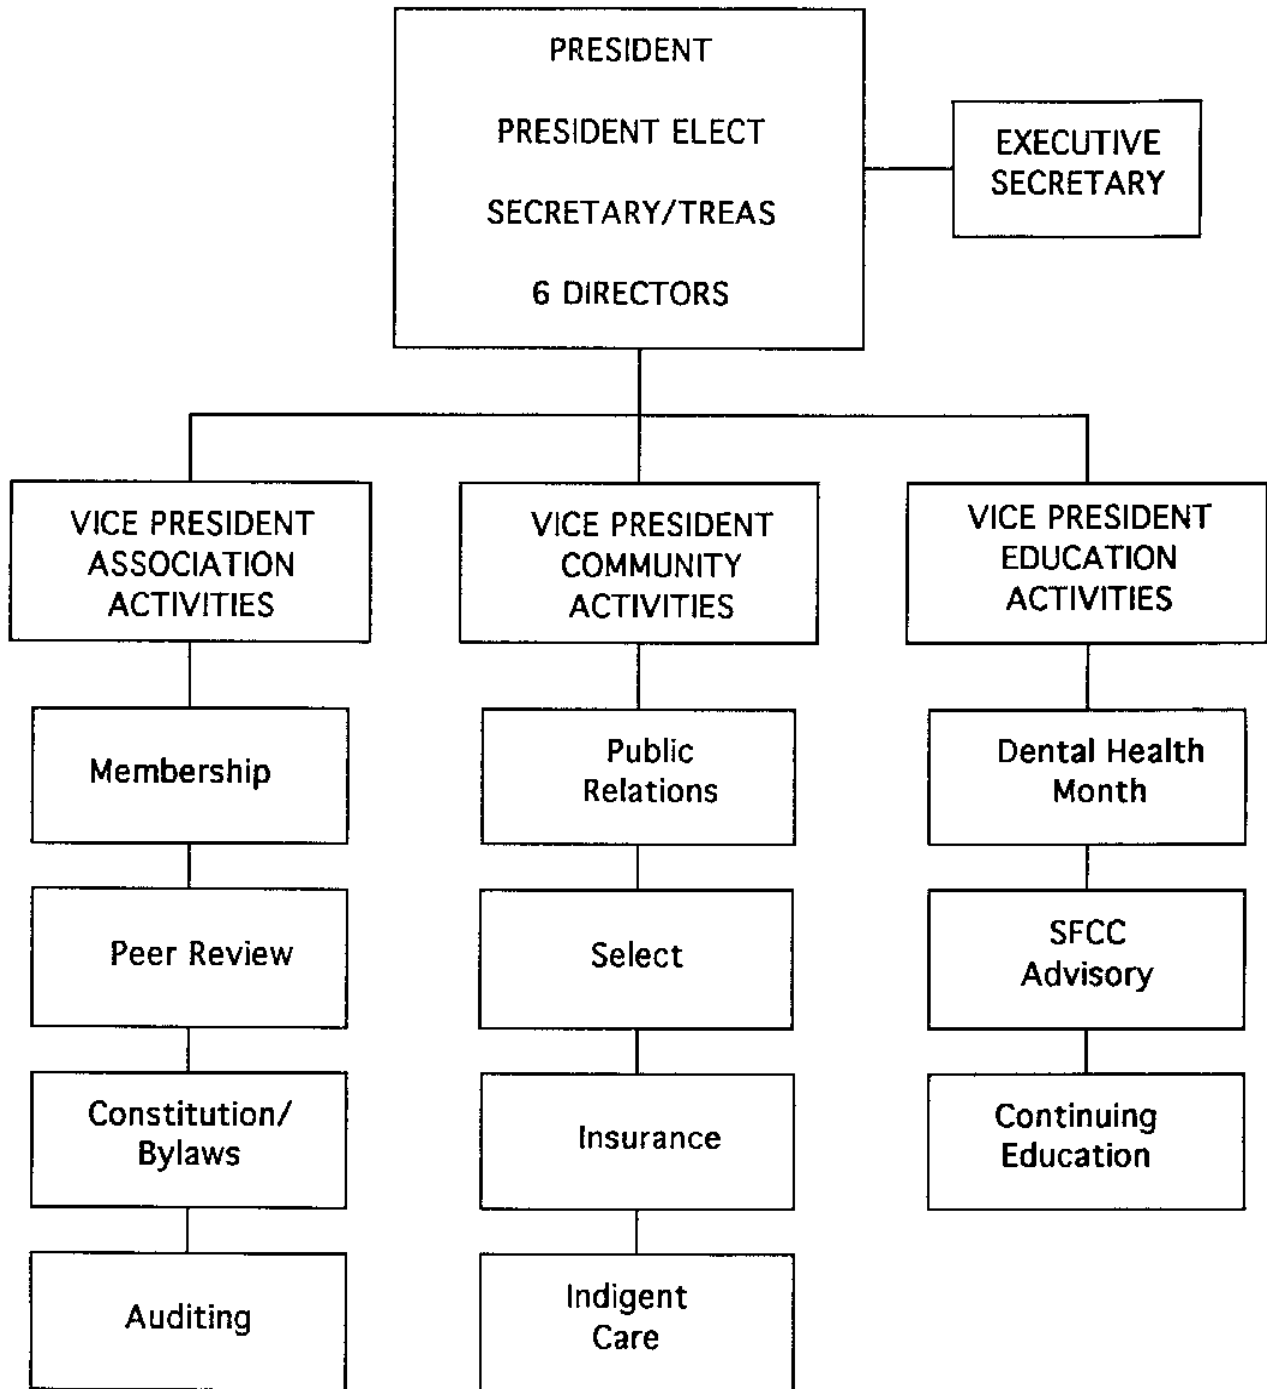 PRESIDENT
PRESIDENT ELECT
SECRETARY/TREAS
6 DIRECTORS
EXECUTIVE
SECRETARY
VICE PRESIDENT
ASSOCIATION
ACTIVITIES
VICE PRESIDENT
COMMUNITY
ACTIVITIES
VICE PRESIDENT
EDUCATION
ACTIVITIES
Membership
Public
Relations
Dental Health
Month
Peer Review
Select
SFCC
Advisory
Constitution/
Bylaws
Insurance
Continuing
Education
Auditing
Indigent
Care